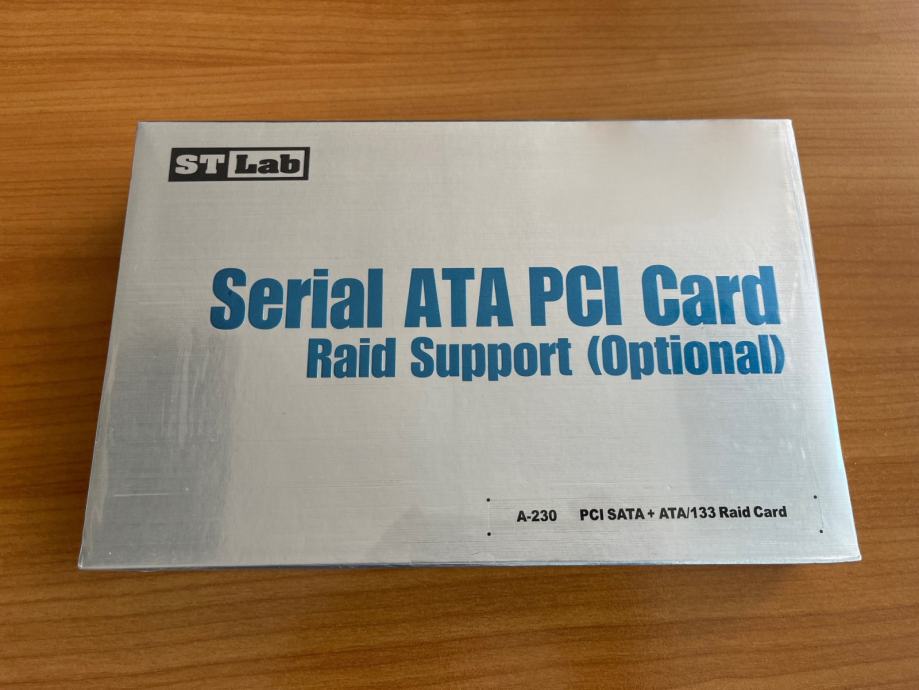 ST Lab
Serial ATA PCI Card
Raid Support (Optional)
A-230 PCI SATA + ATA/133 Raid Card